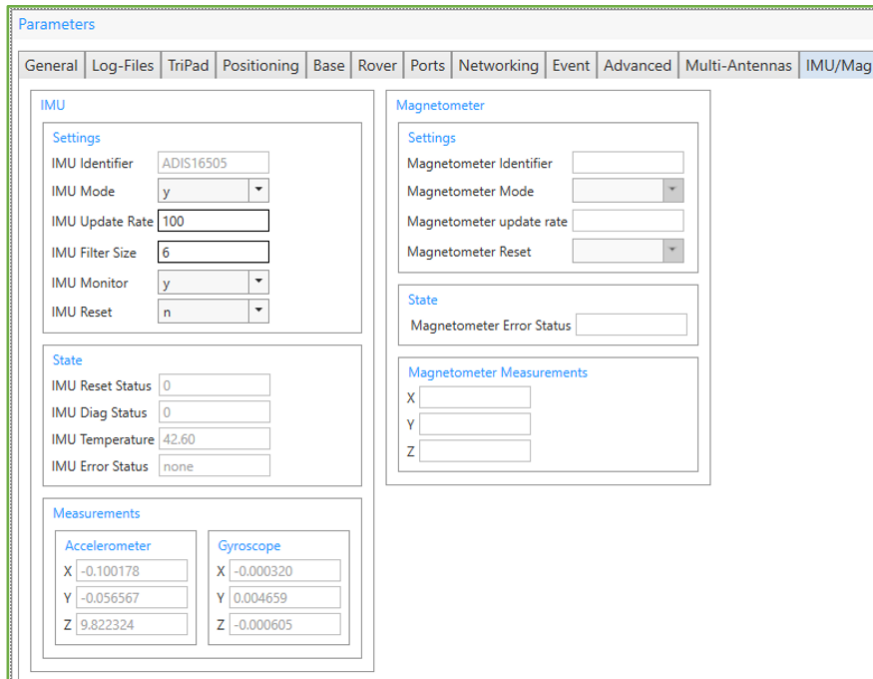 Parameters
General Log-Files TriPad Positioning Base Rover Ports Networking Event Advanced Multi-Antennas IMU/Mag
IMU
Settings
IMU Identifier ADIS16505
IMU Mode y
IMU Update Rate 100
IMU Filter Size 6
IMU Monitor y
IMU Reset n
State
IMU Reset Status 0
IMU Diag Status 0
IMU Temperature 42.60
IMU Error Status none
Measurements
Accelerometer
X -0.100178
Y -0.056567
Z 9.822324
Gyroscope
X -0.000320
Y 0.004659
Z -0.000605
Magnetometer
Settings
Magnetometer Identifier
Magnetometer Mode
Magnetometer update rate
Magnetometer Reset
State
Magnetometer Error Status
Magnetometer Measurements
X
Y
Z